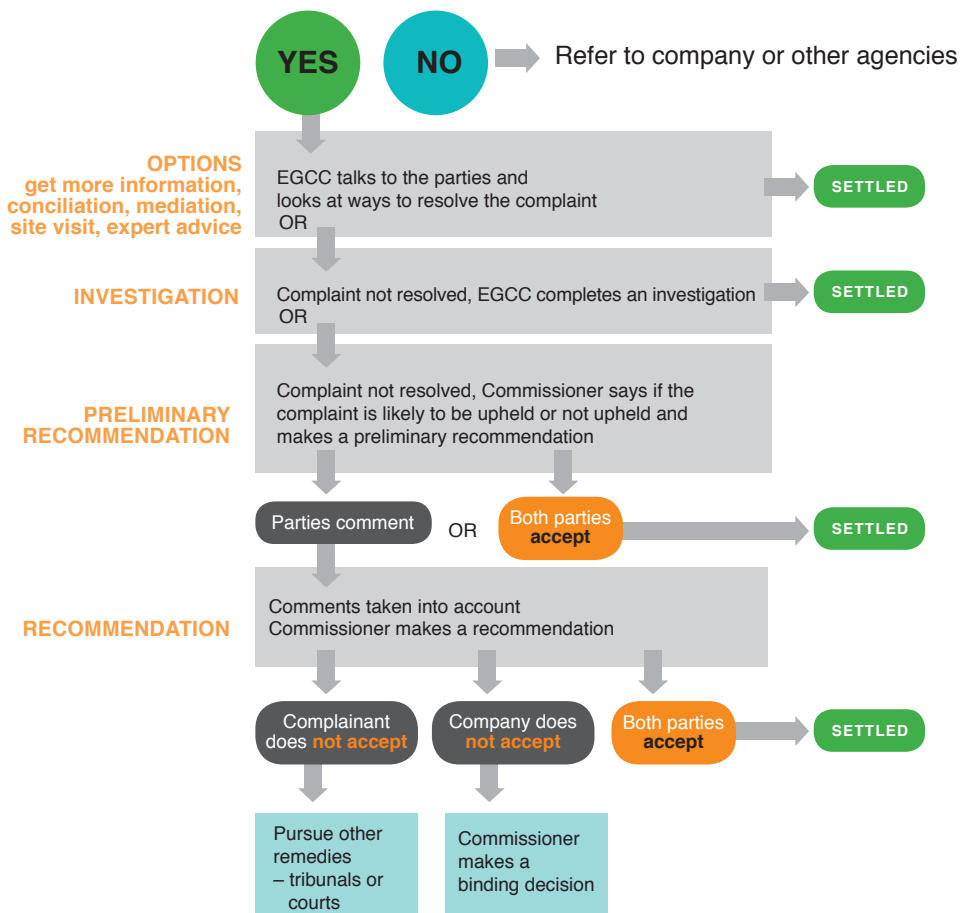 YES
NO
Refer to company or other agencies
OPTIONS
get more information,
conciliation, mediation,
site visit, expert advice
EGCC talks to the parties and
looks at ways to resolve the complaint
OR
SETTLED
INVESTIGATION
Complaint not resolved, EGCC completes an investigation
OR
SETTLED
PRELIMINARY
RECOMMENDATION
Complaint not resolved, Commissioner says if the
complaint is likely to be upheld or not upheld and
makes a preliminary recommendation
Parties comment
OR
Both parties
accept
SETTLED
RECOMMENDATION
Comments taken into account
Commissioner makes a recommendation
Complainant
does not accept
Company does
not accept
Both parties
accept
SETTLED
Pursue other
remedies
– tribunals or
courts
Commissioner
makes a
binding decision